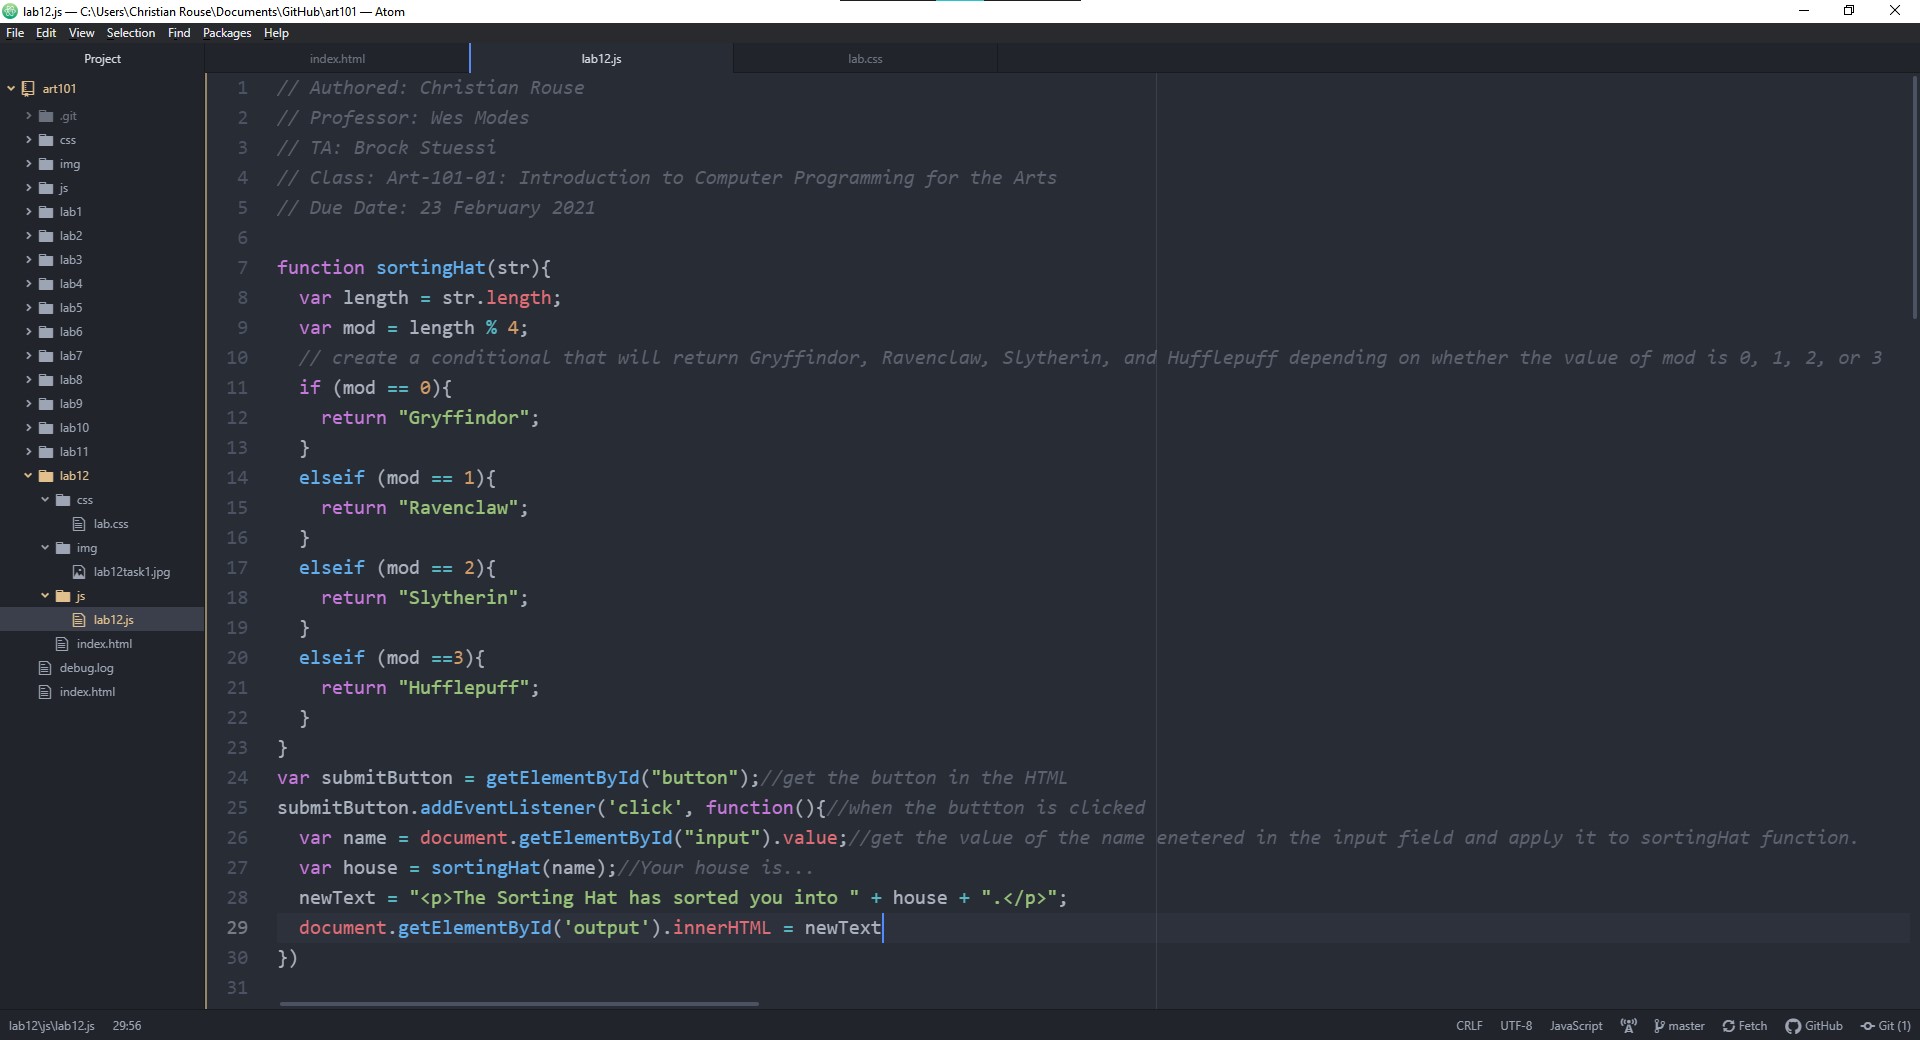 lab12.js — C:\Users\Christian Rouse\Documents\GitHub\art101 — Atom
File Edit View Selection Find Packages Help
Project
art101
.git
css
img
js
lab1
lab2
lab3
lab4
lab5
lab6
lab7
lab8
lab9
lab10
lab11
lab12
css
lab.css
img
lab12task1.jpg
js
lab12.js
index.html
debug.log
index.html
index.html lab12.js lab.css
1 // Authored: Christian Rouse
2 // Professor: Wes Modes
3 // TA: Brock Stuessi
4 // Class: Art-101-01: Introduction to Computer Programming for the Arts
5 // Due Date: 23 February 2021
6
7 function sortingHat(str){
8 var length = str.length;
9 var mod = length % 4;
10 // create a conditional that will return Gryffindor, Ravenclaw, Slytherin, and Hufflepuff depending on whether the value of mod is 0, 1, 2, or 3
11 if (mod == 0){
12 return "Gryffindor";
13 }
14 elseif (mod == 1){
15 return "Ravenclaw";
16 }
17 elseif (mod == 2){
18 return "Slytherin";
19 }
20 elseif (mod ==3){
21 return "Hufflepuff";
22 }
23 }
24 var submitButton = getElementById("button");//get the button in the HTML
25 submitButton.addEventListener('click', function(){//when the buttton is clicked
26 var name = document.getElementById("input").value;//get the value of the name enetered in the input field and apply it to sortingHat function.
27 var house = sortingHat(name);//Your house is...
28 newText = "<p>The Sorting Hat has sorted you into " + house + ".</p>";
29 document.getElementById('output').innerHTML = newText
30 })
31
lab12\js\lab12.js 29:56 CRLF UTF-8 JavaScript master Fetch GitHub Git (1)